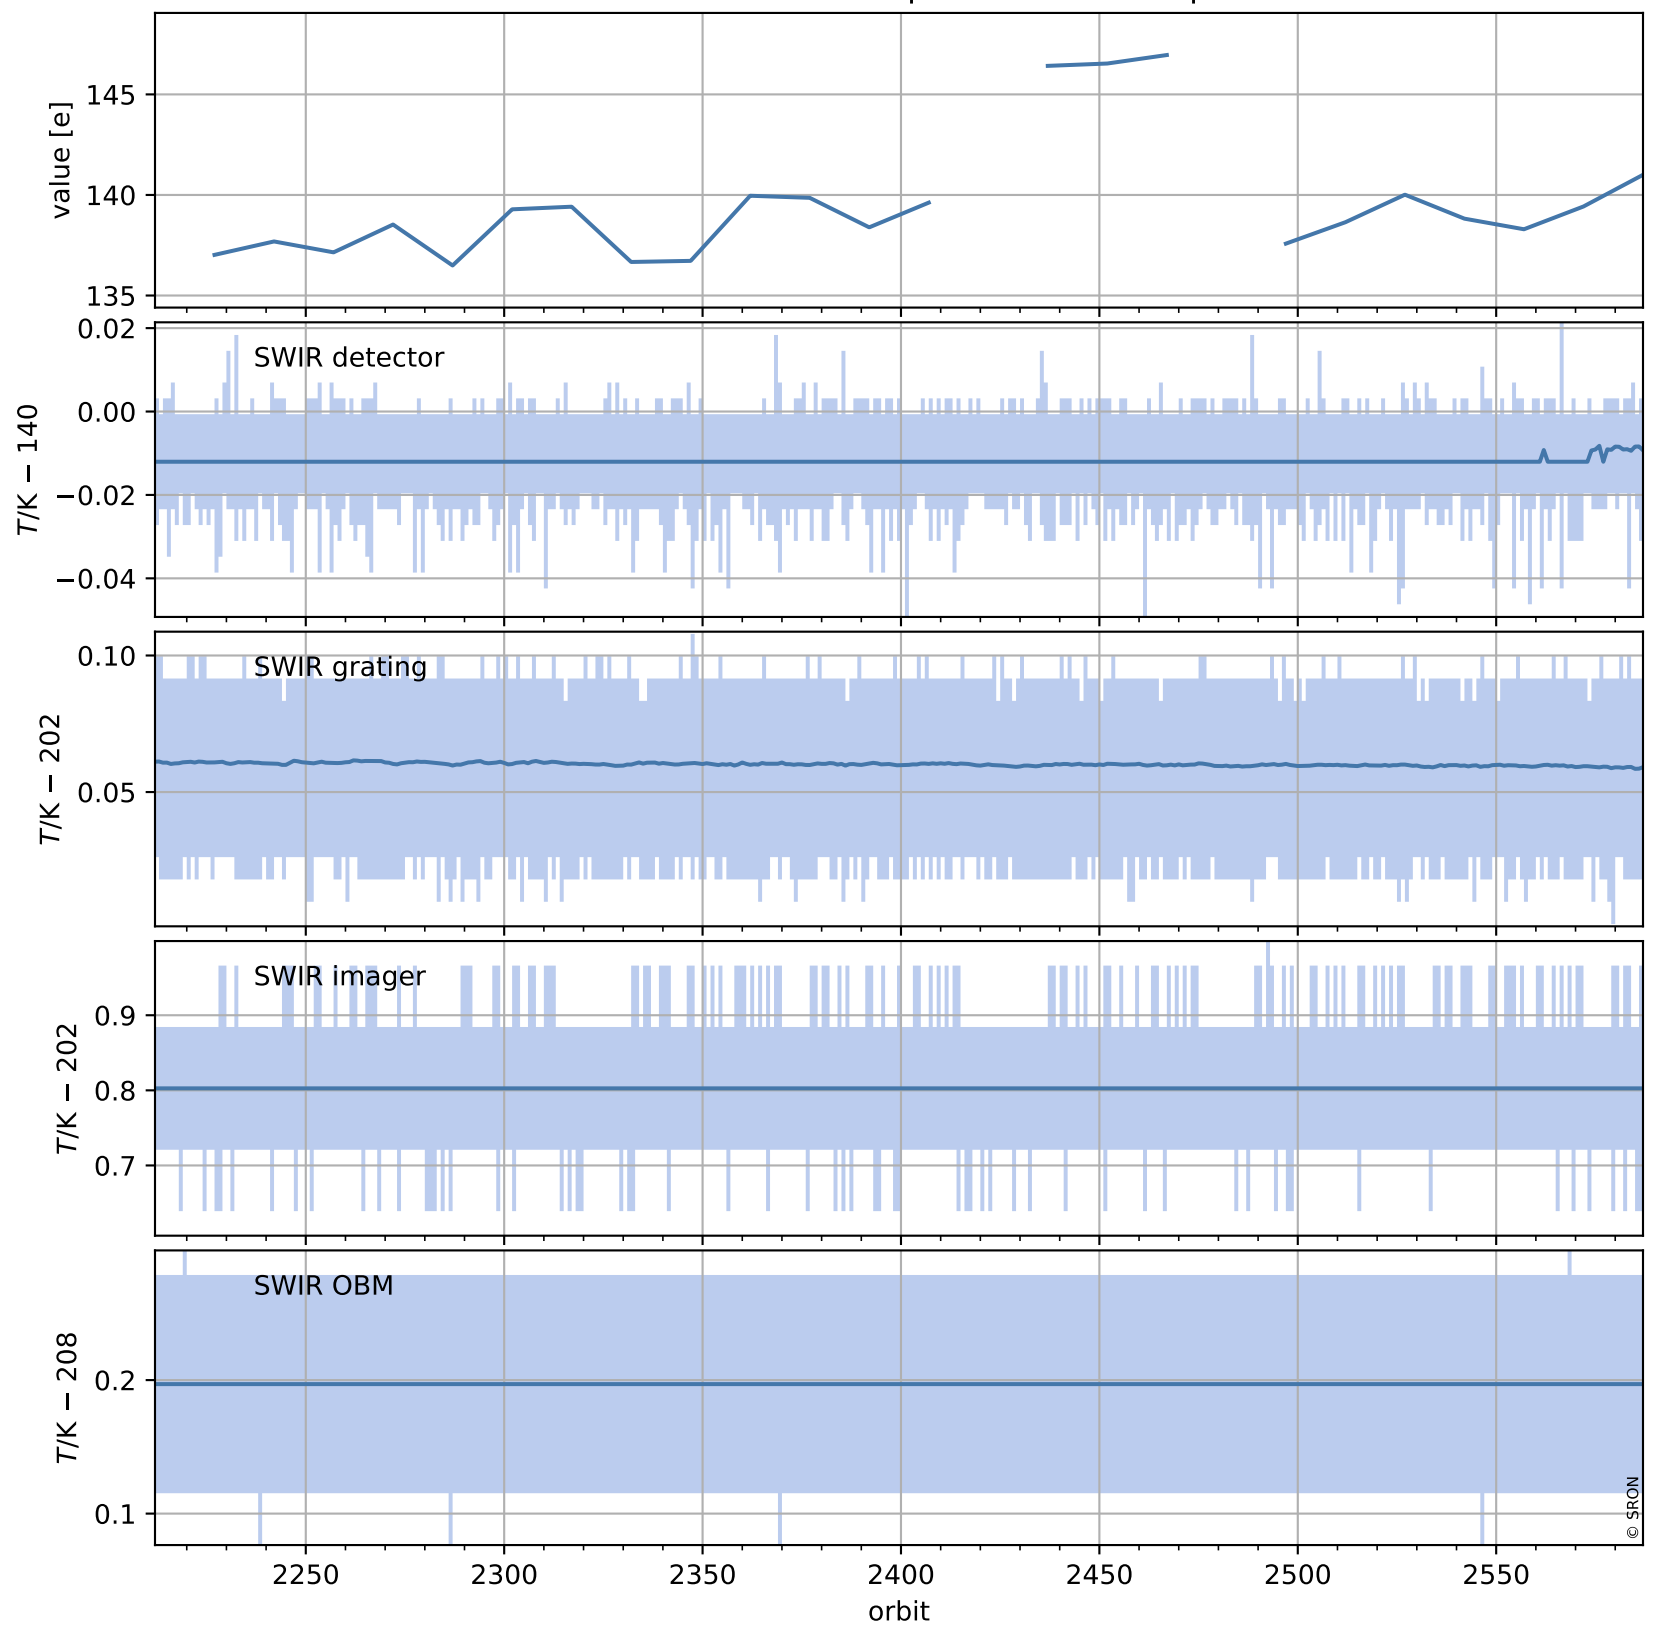 145
140
135
value [e]
0.02
0.00
−0.02
−0.04
T/K − 140
SWIR detector
0.10
0.05
T/K − 202
SWIR grating
0.9
0.8
0.7
T/K − 202
SWIR imager
0.2
0.1
T/K − 208
SWIR OBM
© SRON
2250 2300 2350 2400 2450 2500 2550
orbit